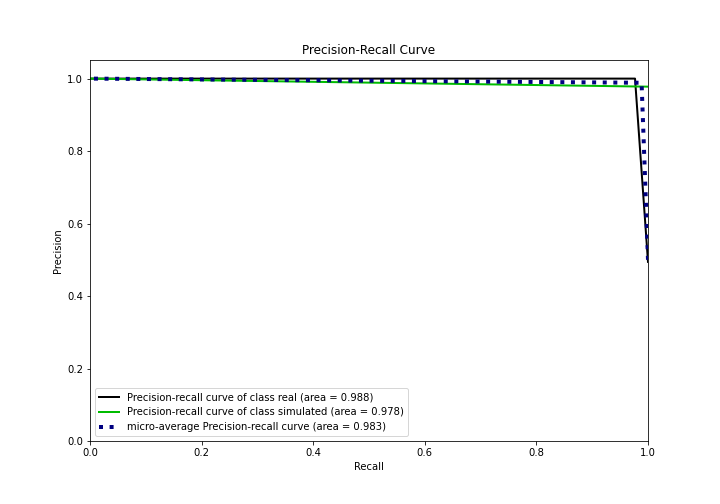 Precision-Recall Curve
1.0
0.8
0.6
0.4
0.2
0.0
Precision
Precision-recall curve of class real (area = 0.988)
Precision-recall curve of class simulated (area = 0.978)
micro-average Precision-recall curve (area = 0.983)
0.0 0.2 0.4 0.6 0.8 1.0
Recall